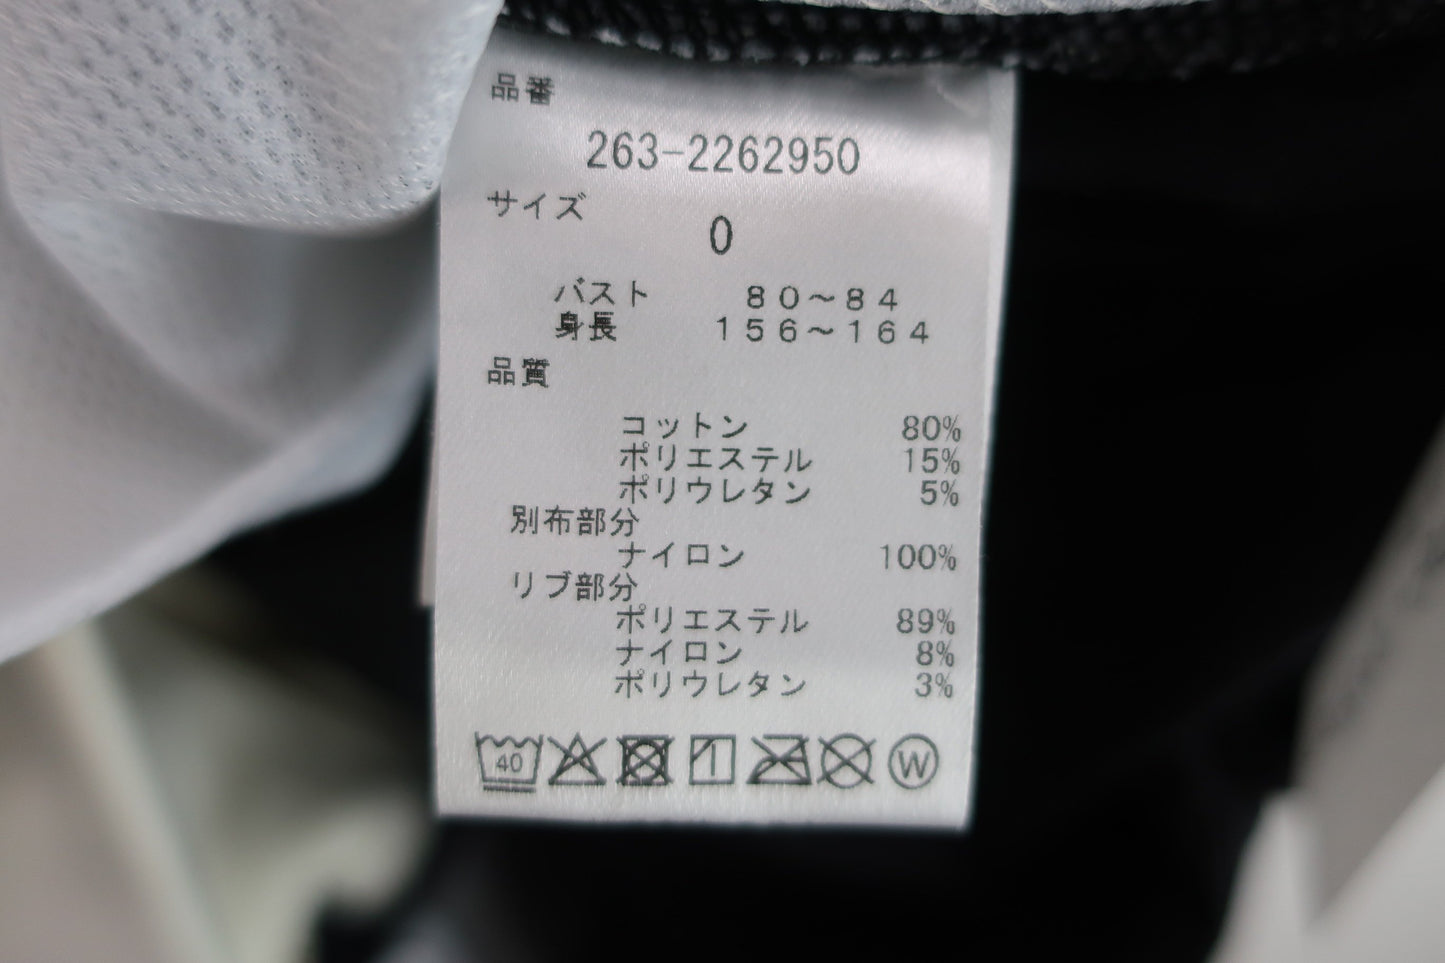 品番
263-2262950
サイズ
0
バスト 80～84
身長 156～164
品質
コットン 80%
ポリエステル 15%
ポリウレタン 5%
別布部分
ナイロン 100%
リブ部分
ポリエステル 89%
ナイロン 8%
ポリウレタン 3%
40 W